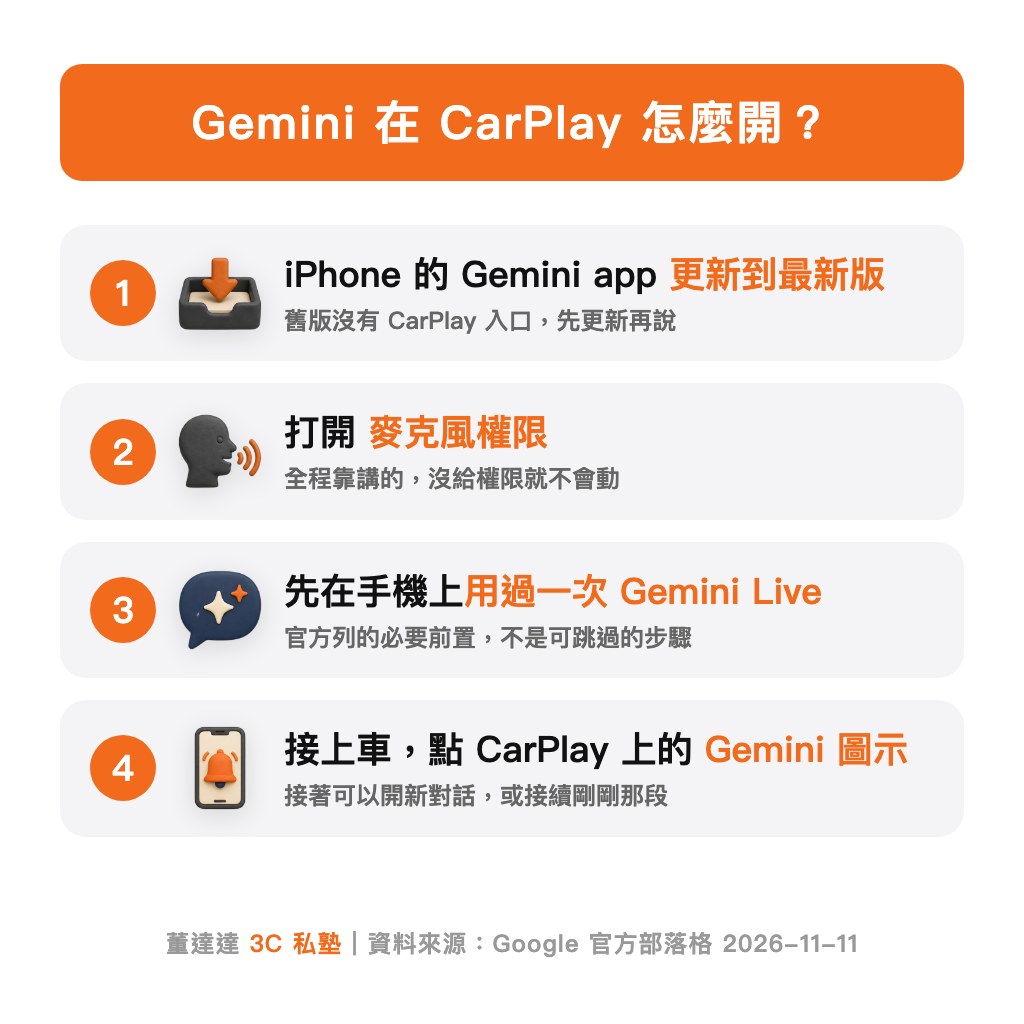 Gemini 在 CarPlay 怎麼開？
1
iPhone 的 Gemini app 更新到最新版
舊版沒有 CarPlay 入口，先更新再說
2
打開 麥克風權限
全程靠講的，沒給權限就不會動
3
先在手機上用過一次 Gemini Live
官方列的必要前置，不是可跳過的步驟
4
接上車，點 CarPlay 上的 Gemini 圖示
接著可以開新對話，或接續剛剛那段
董達達 3C 私塾｜資料來源：Google 官方部落格 2026-11-11